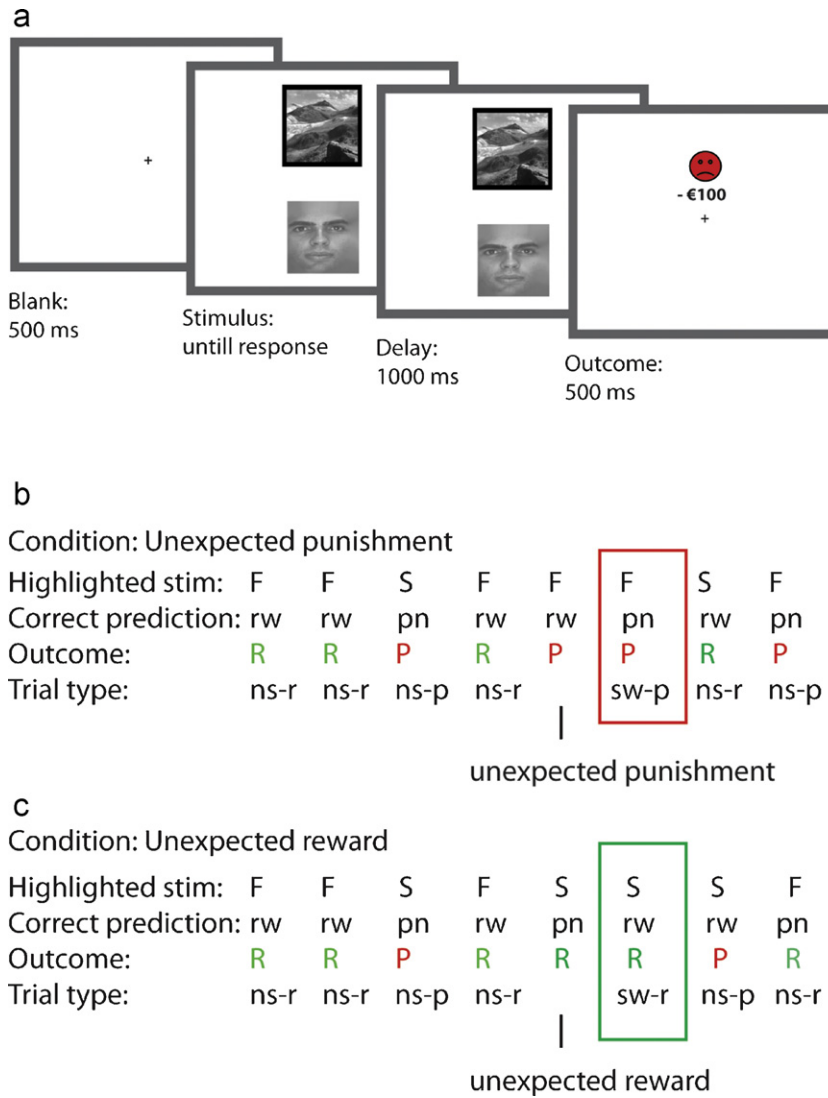 a
+
- €100
+
Blank:
500 ms
Stimulus:
untill response
Delay:
1000 ms
Outcome:
500 ms
b
Condition: Unexpected punishment
Highlighted stim: F F S F F F S F
Correct prediction: rw rw pn rw rw pn rw pn
Outcome: R R P R P P R P
Trial type: ns-r ns-r ns-p ns-r sw-p ns-r ns-p
unexpected punishment
c
Condition: Unexpected reward
Highlighted stim: F F S F S S S F
Correct prediction: rw rw pn rw pn rw rw pn
Outcome: R R P R R R P R
Trial type: ns-r ns-r ns-p ns-r sw-r ns-p ns-r
unexpected reward